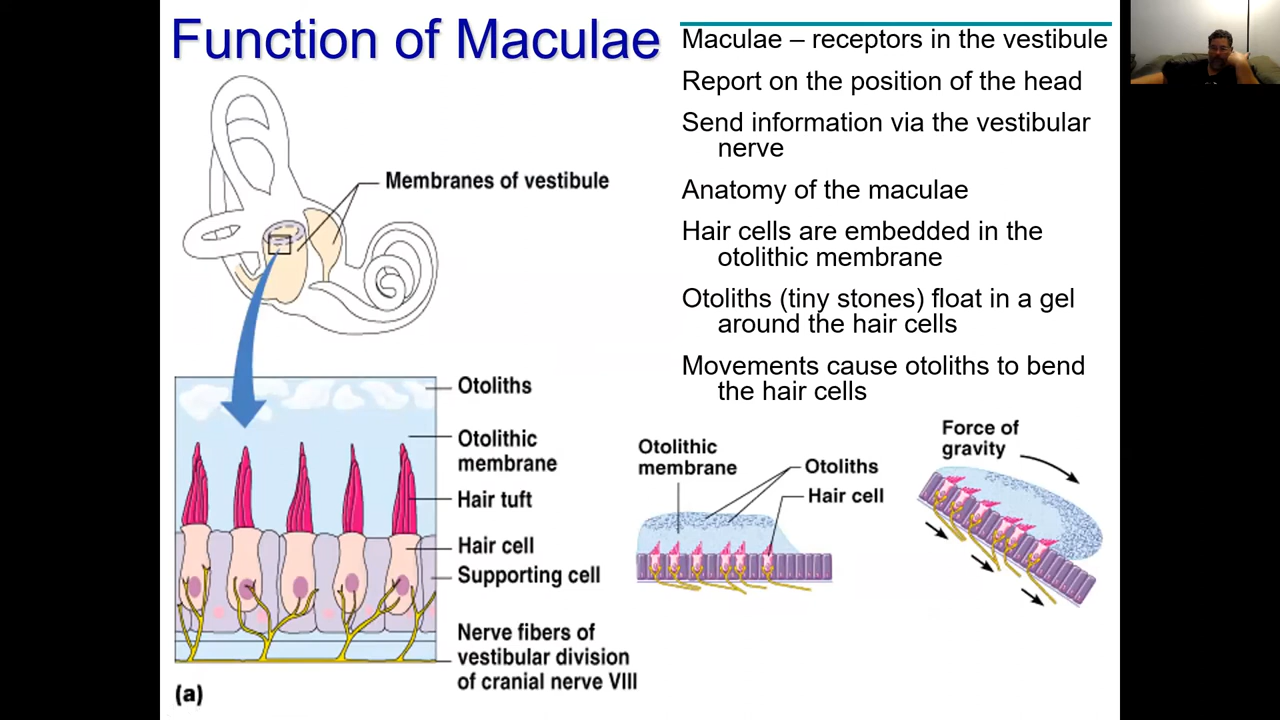 Function of Maculae
Maculae – receptors in the vestibule
Report on the position of the head
Send information via the vestibular
nerve
Anatomy of the maculae
Hair cells are embedded in the
otolithic membrane
Otoliths (tiny stones) float in a gel
around the hair cells
Movements cause otoliths to bend
the hair cells
Membranes of vestibule
Otoliths
Otolithic
membrane
Hair tuft
Hair cell
Supporting cell
Nerve fibers of
vestibular division
of cranial nerve VIII
(a)
Otolithic
membrane
Otoliths
Hair cell
Force of
gravity